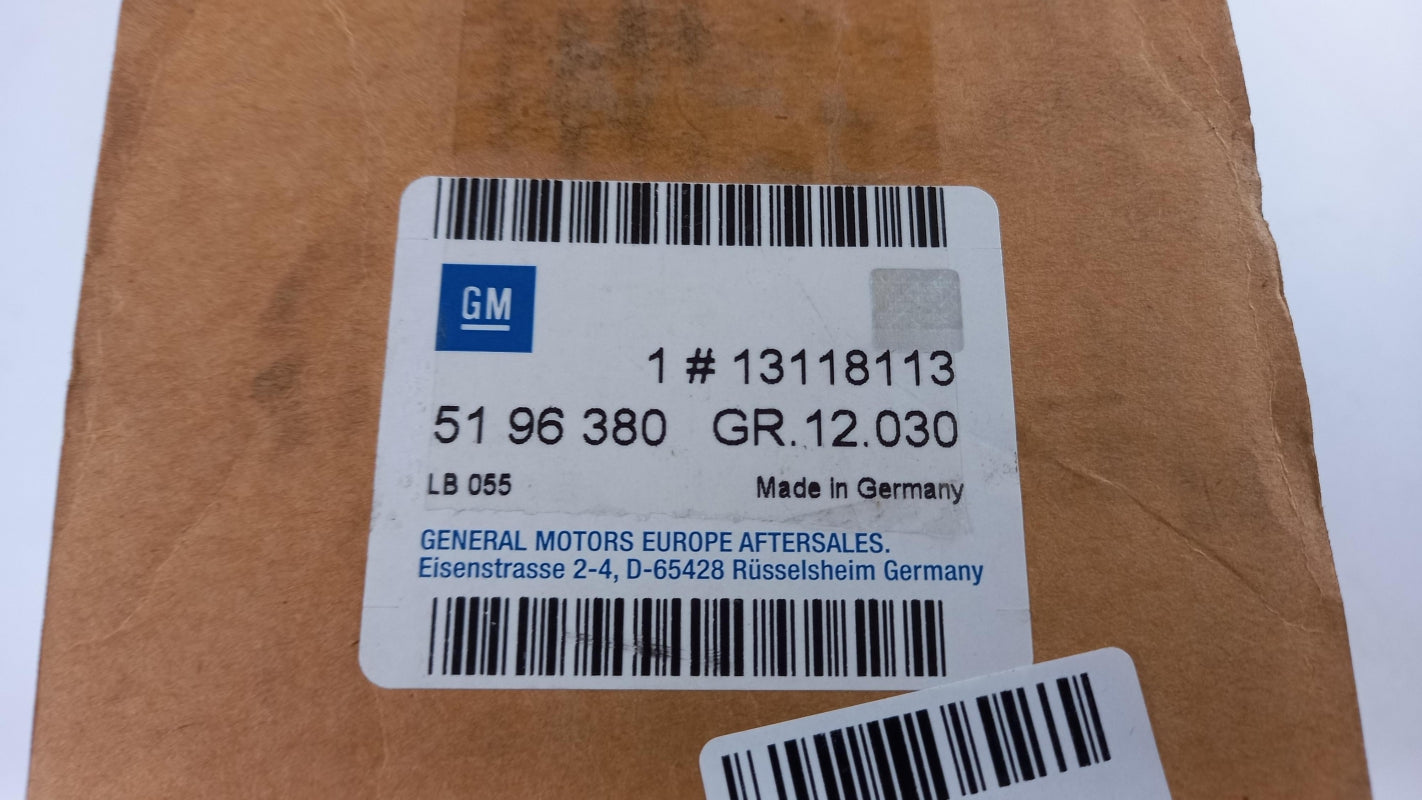 GM
1 # 13118113
51 96 380 GR.12.030
LB 055 Made in Germany
GENERAL MOTORS EUROPE AFTERSALES.
Eisenstrasse 2-4, D-65428 Rüsselsheim Germany